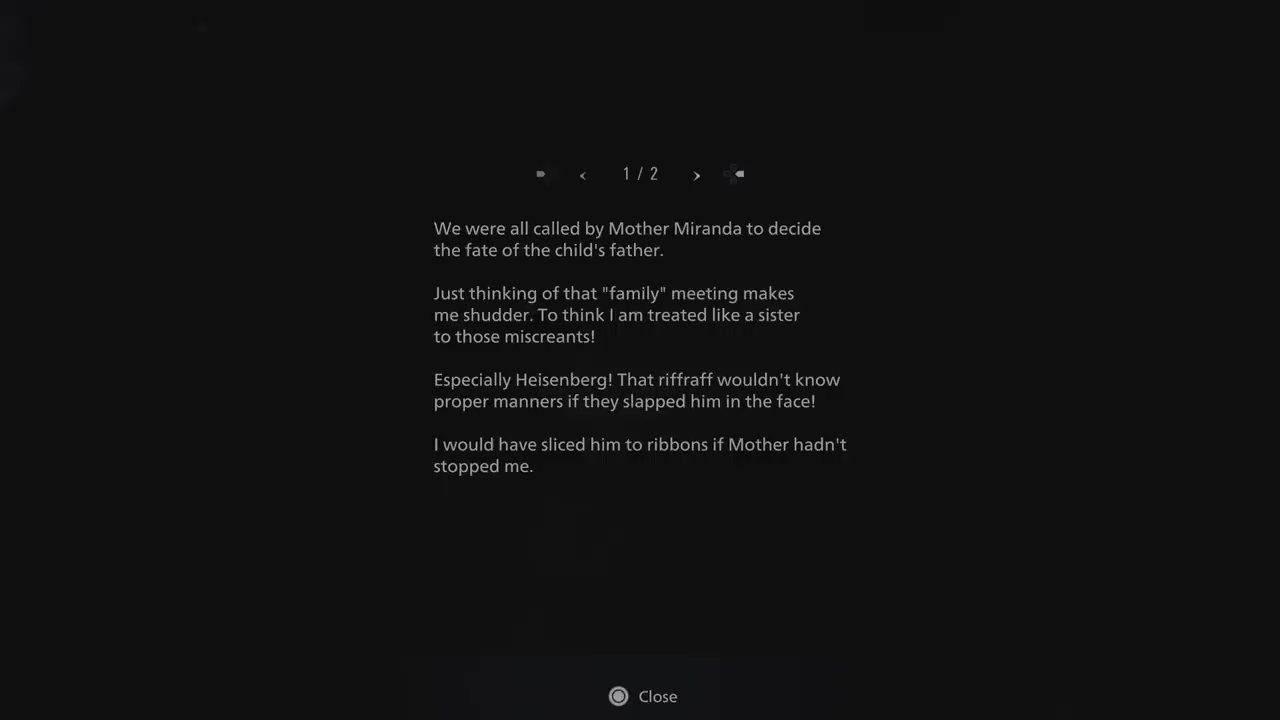 1 / 2
We were all called by Mother Miranda to decide
the fate of the child's father.
Just thinking of that "family" meeting makes
me shudder. To think I am treated like a sister
to those miscreants!
Especially Heisenberg! That riffraff wouldn't know
proper manners if they slapped him in the face!
I would have sliced him to ribbons if Mother hadn't
stopped me.
Close